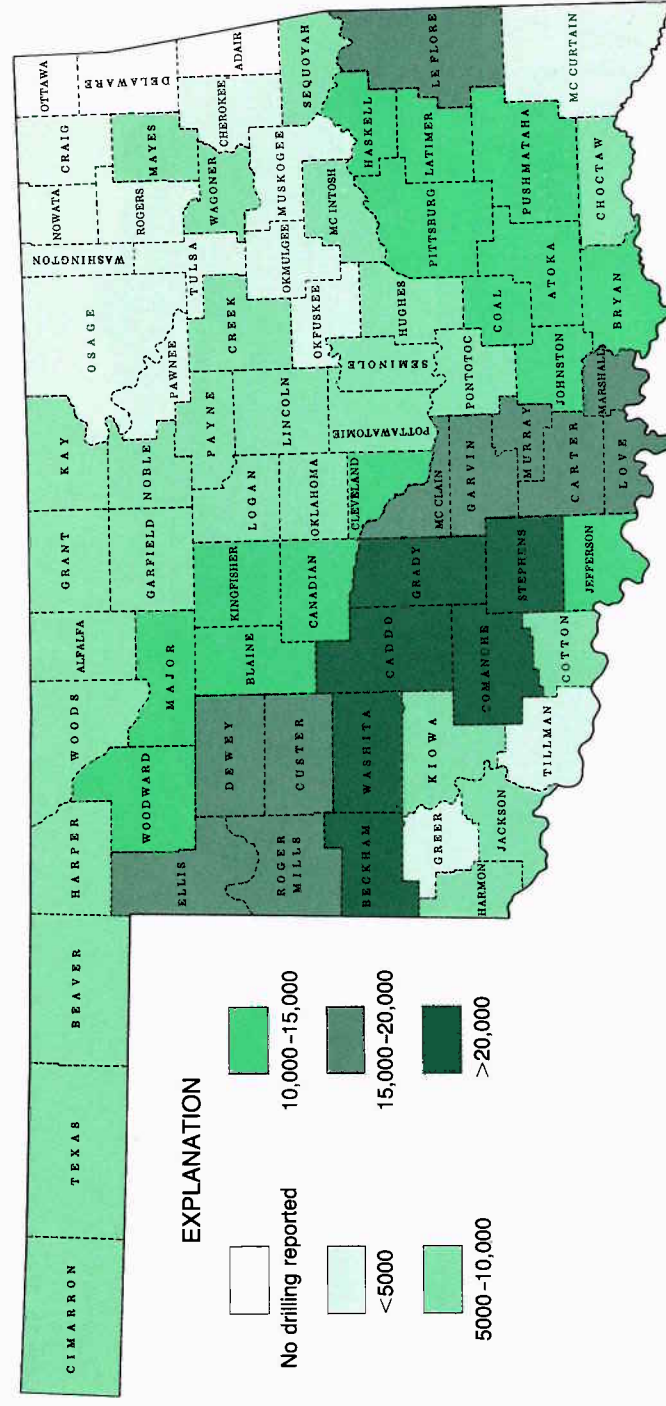 CIMARRON
TEXAS
BEAVER
HARPER
WOODS
ALFALFA
GRANT
KAY
OSAGE
WASHINGTON
NOWATA
CRAIG
OTTAWA
DELAWARE
ROGERS
MAYES
WOODWARD
MAJOR
GARFIELD
NOBLE
PAWNEE
TULSA
WAGONER
CHEROKEE
ADAIR
ELLIS
DEWEY
BLAINE
KINGFISHER
LOGAN
PAYNE
CREEK
OKMULGEE
MUSKOGEE
SEQUOYAH
ROGER
MILLS
CUSTER
CANADIAN
OKLAHOMA
LINCOLN
OKFUSKEE
MC INTOSH
HASKELL
BECKHAM
WASHITA
CADDO
GRADY
CLEVELAND
MC CLAIN
POTTAWATOMIE
SEMINOLE
HUGHES
PITTSBURG
LATIMER
LE FLORE
GREER
KIOWA
COMANCHE
STEPHENS
GARVIN
PONTOTOC
COAL
HARMON
JACKSON
TILLMAN
COTTON
JEFFERSON
MURRAY
CARTER
LOVE
JOHNSTON
MARSHALL
ATOKA
BRYAN
PUSHMATAHA
CHOCTAW
MC CURTAIN
EXPLANATION
No drilling reported
<5000
5000-10,000
10,000-15,000
15,000-20,000
>20,000